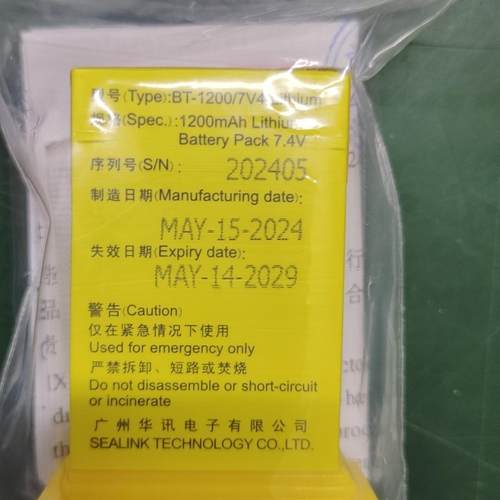 型号(Type):BT-1200/7V4 Lithium
规格(Spec.):1200mAh Lithium
Battery Pack 7.4V
序列号(S/N): 202405
制造日期(Manufacturing date):
MAY-15-2024
失效日期(Expiry date):
MAY-14-2029
警告(Caution)
仅在紧急情况下使用
Used for emergency only
严禁拆卸、短路或焚烧
Do not disassemble or short-circuit
or incinerate
广州华讯电子有限公司
SEALINK TECHNOLOGY CO.,LTD.